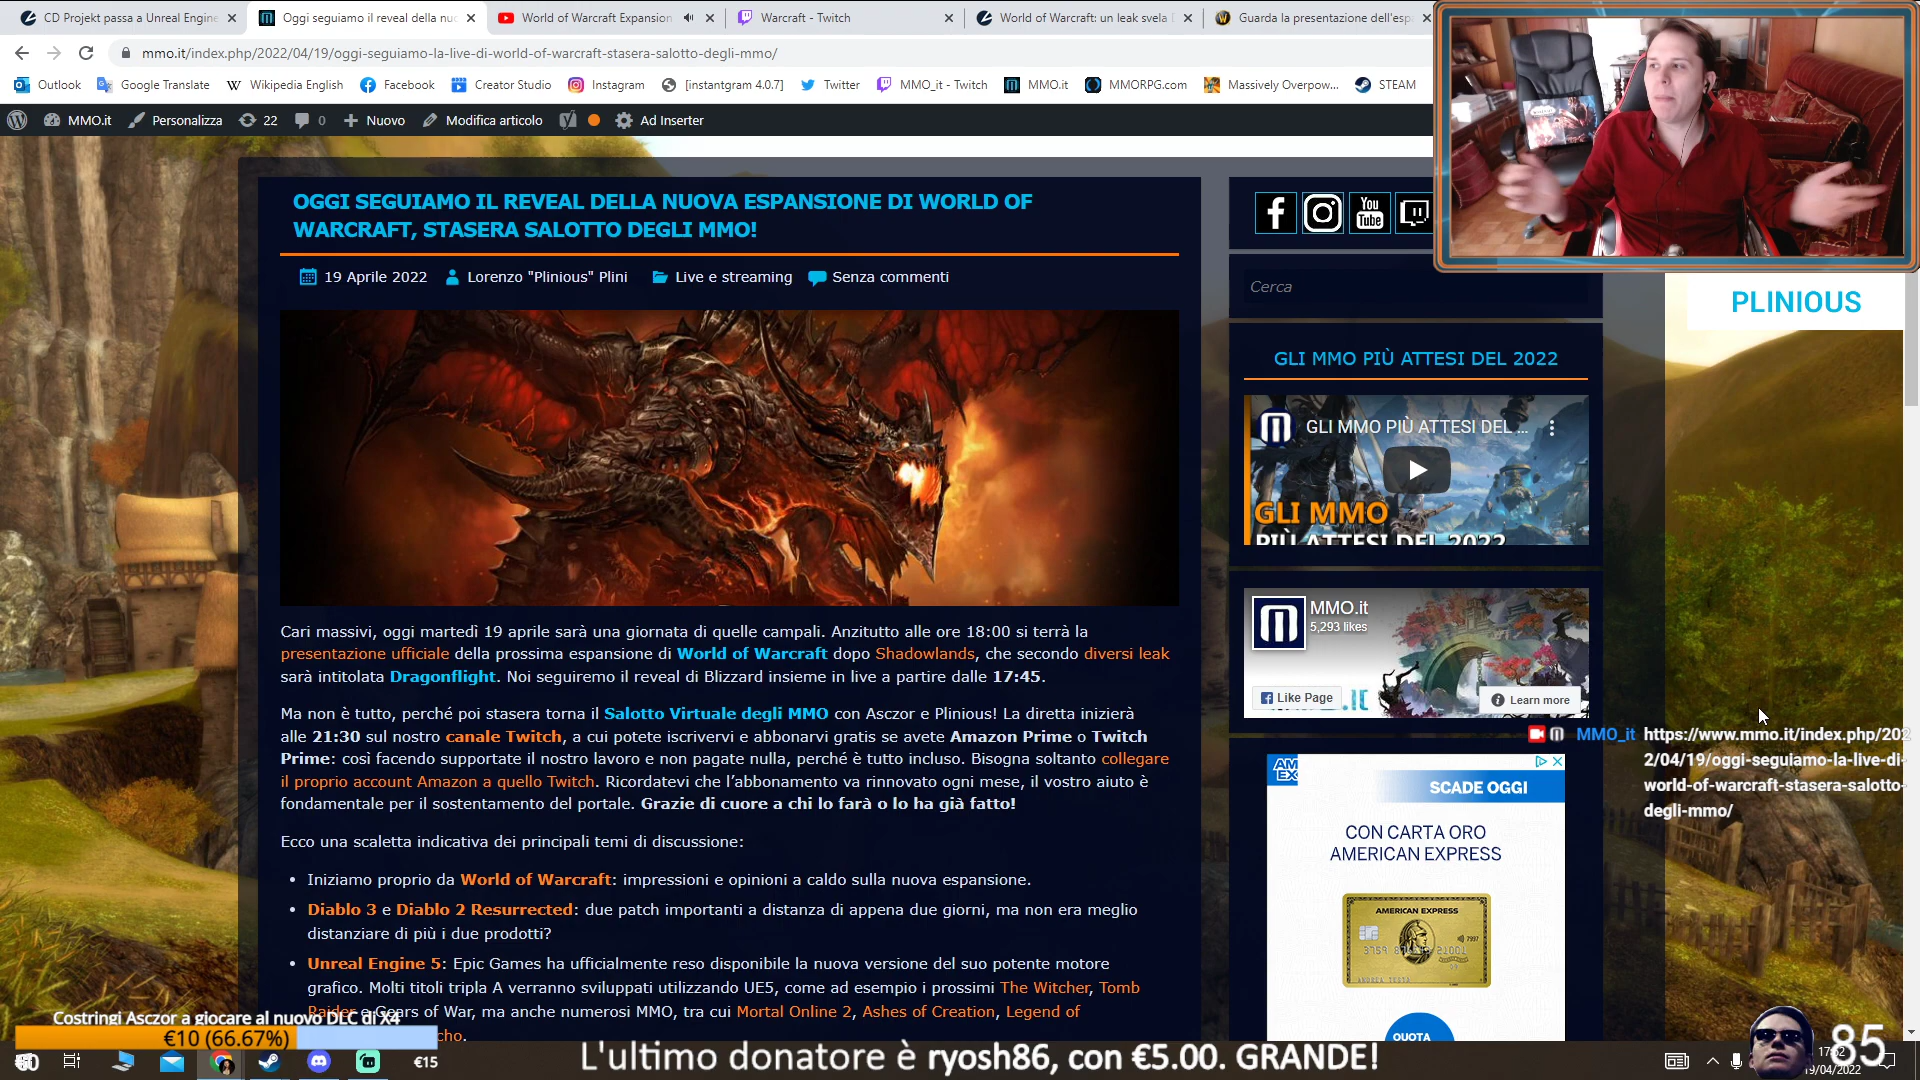 CD Projekt passa a Unreal Engine
Oggi seguiamo il reveal della nuo
World of Warcraft Expansion
Warcraft - Twitch
World of Warcraft: un leak svela
Guarda la presentazione dell'esp
mmo.it/index.php/2022/04/19/oggi-seguiamo-la-live-di-world-of-warcraft-stasera-salotto-degli-mmo/
Outlook
Google Translate
Wikipedia English
Facebook
Creator Studio
Instagram
[instantgram 4.0.7]
Twitter
MMO_it - Twitch
MMO.it
MMORPG.com
Massively Overpow...
STEAM
MMO.it
Personalizza
22
0
Nuovo
Modifica articolo
Ad Inserter
OGGI SEGUIAMO IL REVEAL DELLA NUOVA ESPANSIONE DI WORLD OF
WARCRAFT, STASERA SALOTTO DEGLI MMO!
19 Aprile 2022
Lorenzo "Plinious" Plini
Live e streaming
Senza commenti
Cari massivi, oggi martedì 19 aprile sarà una giornata di quelle campali. Anzitutto alle ore 18:00 si terrà la
presentazione ufficiale della prossima espansione di World of Warcraft dopo Shadowlands, che secondo diversi leak
sarà intitolata Dragonflight. Noi seguiremo il reveal di Blizzard insieme in live a partire dalle 17:45.
Ma non è tutto, perché poi stasera torna il Salotto Virtuale degli MMO con Asczor e Plinious! La diretta inizierà
alle 21:30 sul nostro canale Twitch, a cui potete iscrivervi e abbonarvi gratis se avete Amazon Prime o Twitch
Prime: così facendo supportate il nostro lavoro e non pagate nulla, perché è tutto incluso. Bisogna soltanto collegare
il proprio account Amazon a quello Twitch. Ricordatevi che l'abbonamento va rinnovato ogni mese, il vostro aiuto è
fondamentale per il sostentamento del portale. Grazie di cuore a chi lo farà o lo ha già fatto!
Ecco una scaletta indicativa dei principali temi di discussione:
• Iniziamo proprio da World of Warcraft: impressioni e opinioni a caldo sulla nuova espansione.
• Diablo 3 e Diablo 2 Resurrected: due patch importanti a distanza di appena due giorni, ma non era meglio
distanziare di più i due prodotti?
• Unreal Engine 5: Epic Games ha ufficialmente reso disponibile la nuova versione del suo potente motore
grafico. Molti titoli tripla A verranno sviluppati utilizzando UE5, come ad esempio i prossimi The Witcher, Tomb
Raider e Gears of War, ma anche numerosi MMO, tra cui Mortal Online 2, Ashes of Creation, Legend of
cho.
You
Tube
Cerca
GLI MMO PIÙ ATTESI DEL 2022
GLI MMO PIÙ ATTESI DEL ...
GLI MMO
PIÙ ATTESI DEL 2022
MMO.it
5,293 likes
Like Page
Learn more
AM
EX
SCADE OGGI
CON CARTA ORO
AMERICAN EXPRESS
AMERICAN EXPRESS
QUOTA
PLINIOUS
MMO_it https://www.mmo.it/index.php/202
2/04/19/oggi-seguiamo-la-live-di-
world-of-warcraft-stasera-salotto-
degli-mmo/
Costringi Asczor a giocare al nuovo DLC di X4
€10 (66.67%)
€0
€15
L'ultimo donatore è ryosh86, con €5.00. GRANDE!
85
19/04/2022